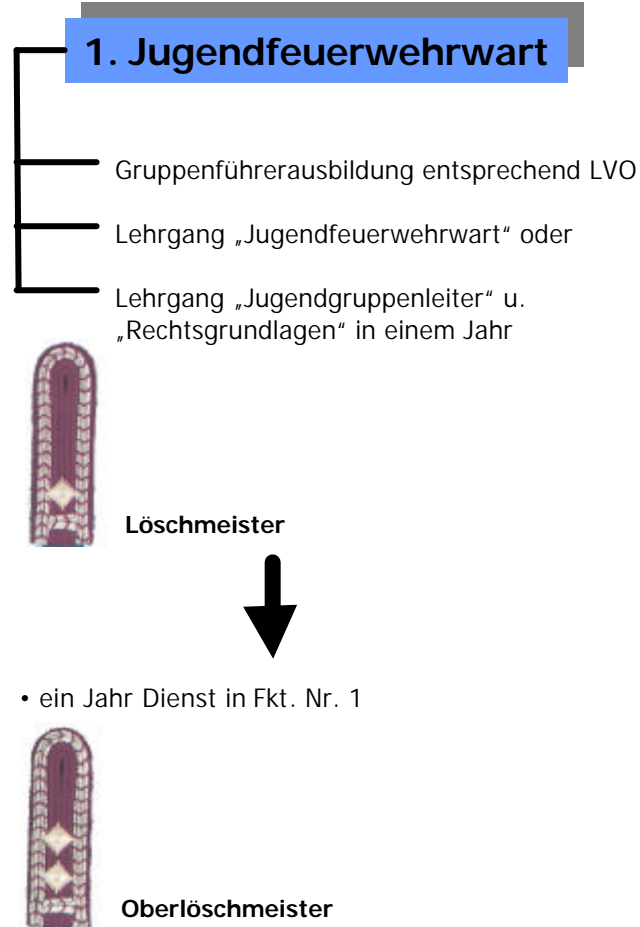 1. Jugendfeuerwehrwart
Gruppenführerausbildung entsprechend LVO
Lehrgang „Jugendfeuerwehrwart“ oder
Lehrgang „Jugendgruppenleiter“ u.
„Rechtsgrundlagen“ in einem Jahr
Löschmeister
• ein Jahr Dienst in Fkt. Nr. 1
Oberlöschmeister